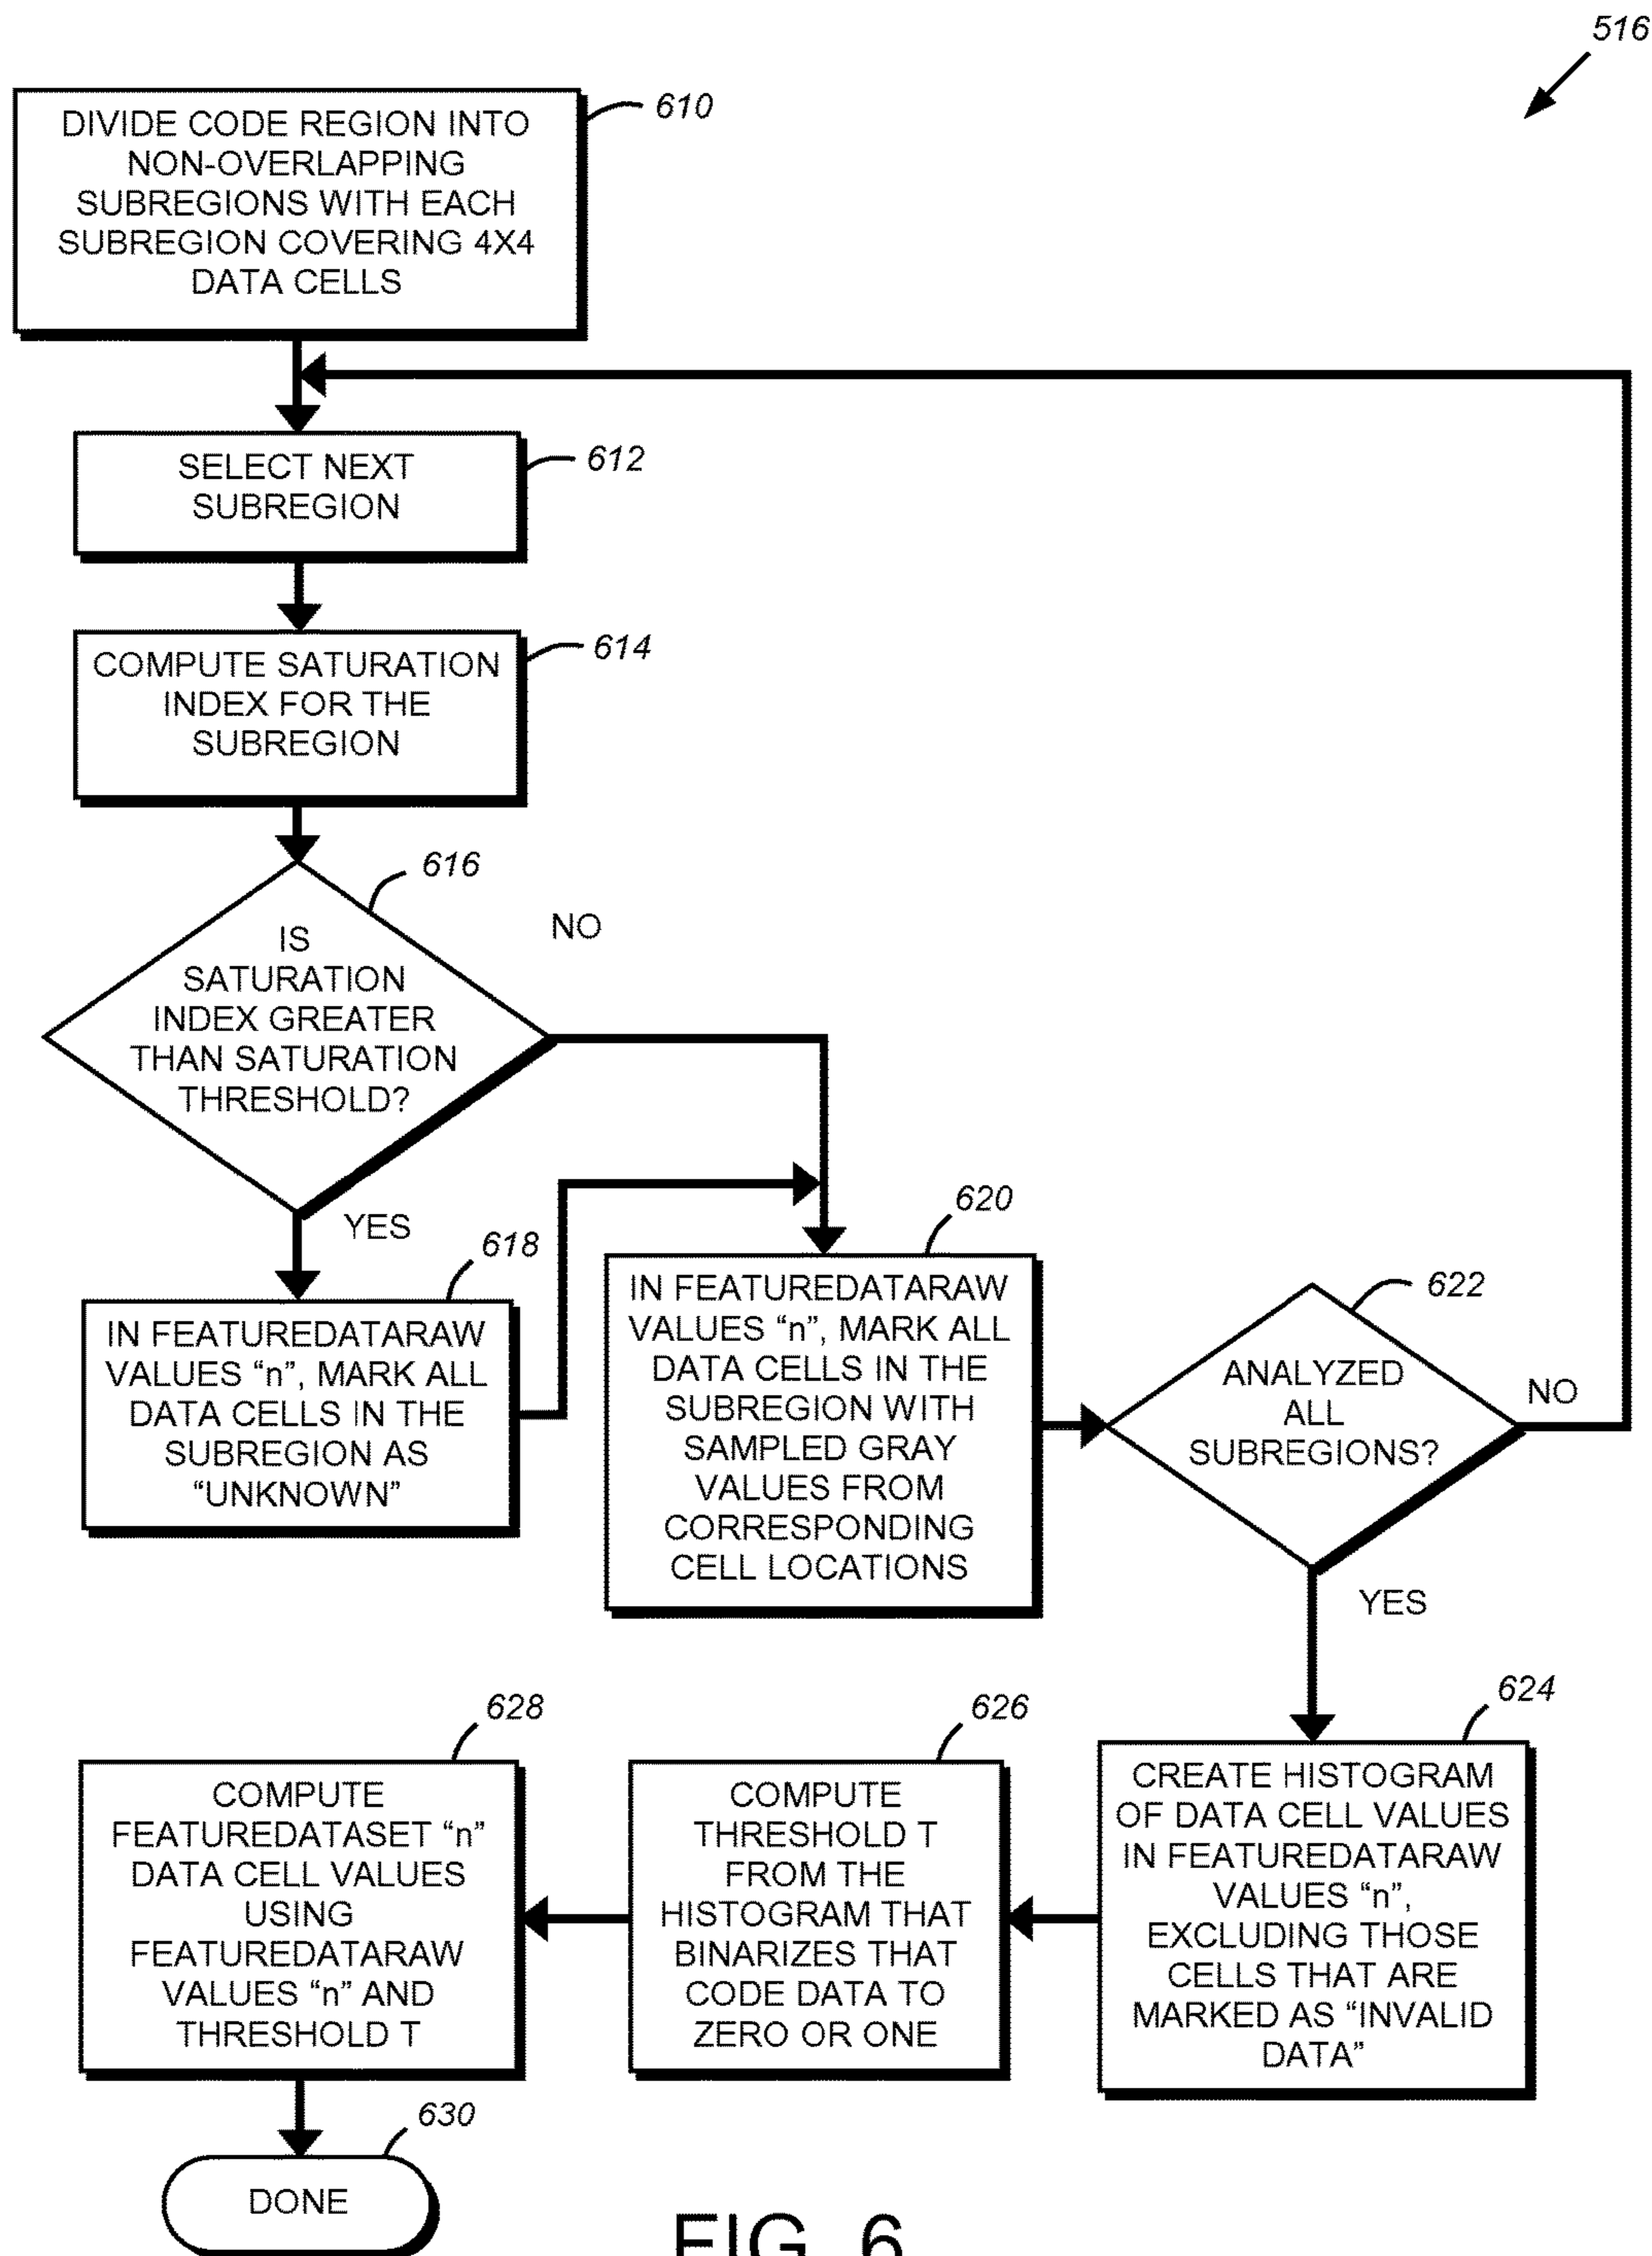 516
610
DIVIDE CODE REGION INTO
NON-OVERLAPPING
SUBREGIONS WITH EACH
SUBREGION COVERING 4X4
DATA CELLS
612
SELECT NEXT
SUBREGION
614
COMPUTE SATURATION
INDEX FOR THE
SUBREGION
616
NO
IS
SATURATION
INDEX GREATER
THAN SATURATION
THRESHOLD?
YES
618
IN FEATUREDATARAW
VALUES “n”, MARK ALL
DATA CELLS IN THE
SUBREGION AS
“UNKNOWN”
620
IN FEATUREDATARAW
VALUES “n”, MARK ALL
DATA CELLS IN THE
SUBREGION WITH
SAMPLED GRAY
VALUES FROM
CORRESPONDING
CELL LOCATIONS
622
ANALYZED
ALL
SUBREGIONS?
NO
YES
624
CREATE HISTOGRAM
OF DATA CELL VALUES
IN FEATUREDATARAW
VALUES “n”,
EXCLUDING THOSE
CELLS THAT ARE
MARKED AS “INVALID
DATA”
626
COMPUTE
THRESHOLD T
FROM THE
HISTOGRAM THAT
BINARIZES THAT
CODE DATA TO
ZERO OR ONE
628
COMPUTE
FEATUREDATASET “n”
DATA CELL VALUES
USING
FEATUREDATARAW
VALUES “n” AND
THRESHOLD T
630
DONE
FIG. 6